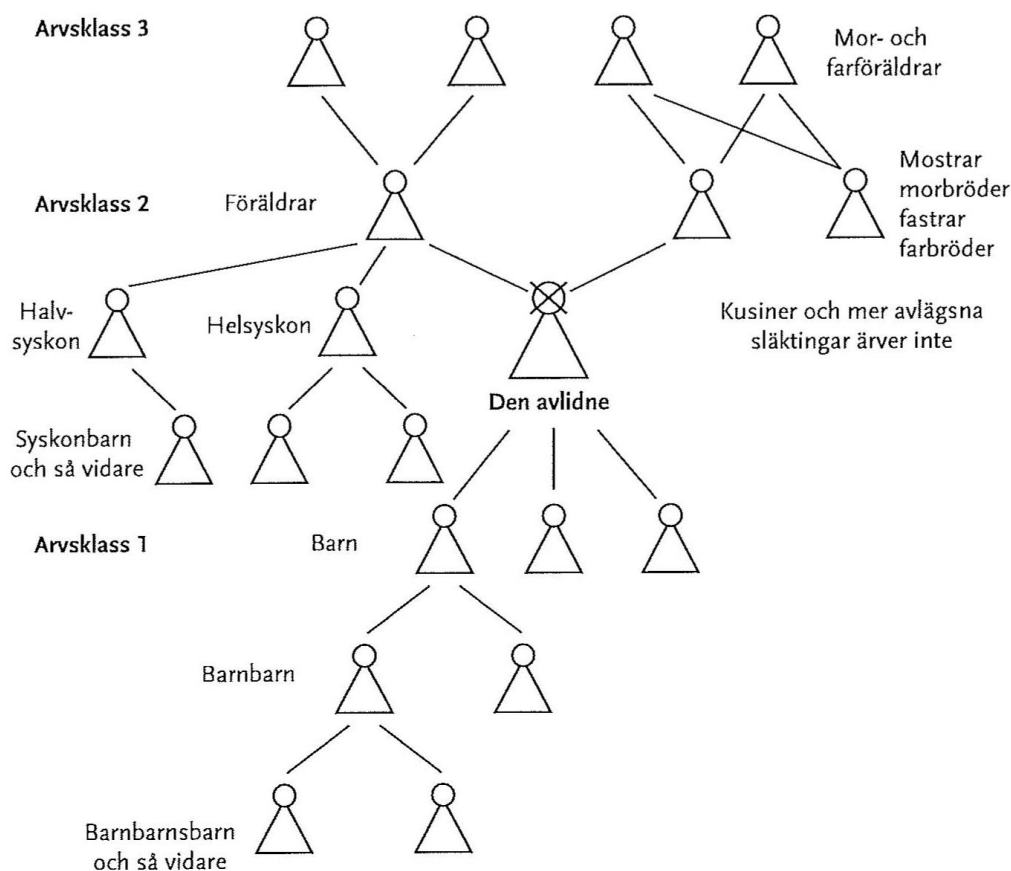 Arvsklass 3
Mor- och
farföräldrar
Arvsklass 2
Föräldrar
Mostrar
morbröder
fastrar
farbröder
Halv-
syskon
Helsyskon
Kusiner och mer avlägsna
släktingar ärver inte
Den avlidne
Syskonbarn
och så vidare
Arvsklass 1
Barn
Barnbarn
Barnbarnsbarn
och så vidare